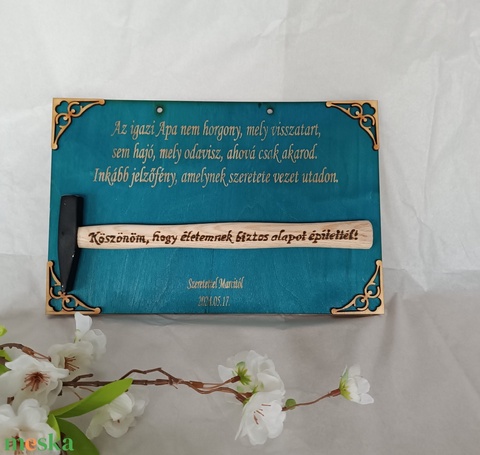 Az igazi Apa nem horgony, mely visszatart,
sem hajó, mely odavisz, ahová csak akarod.
Inkább jelzőfény, amelynek szeretete vezet utadon.
Köszönöm, hogy életemnek biztos alapot építettél!
Szeretettel Marcitól
2024.05.17.
meska